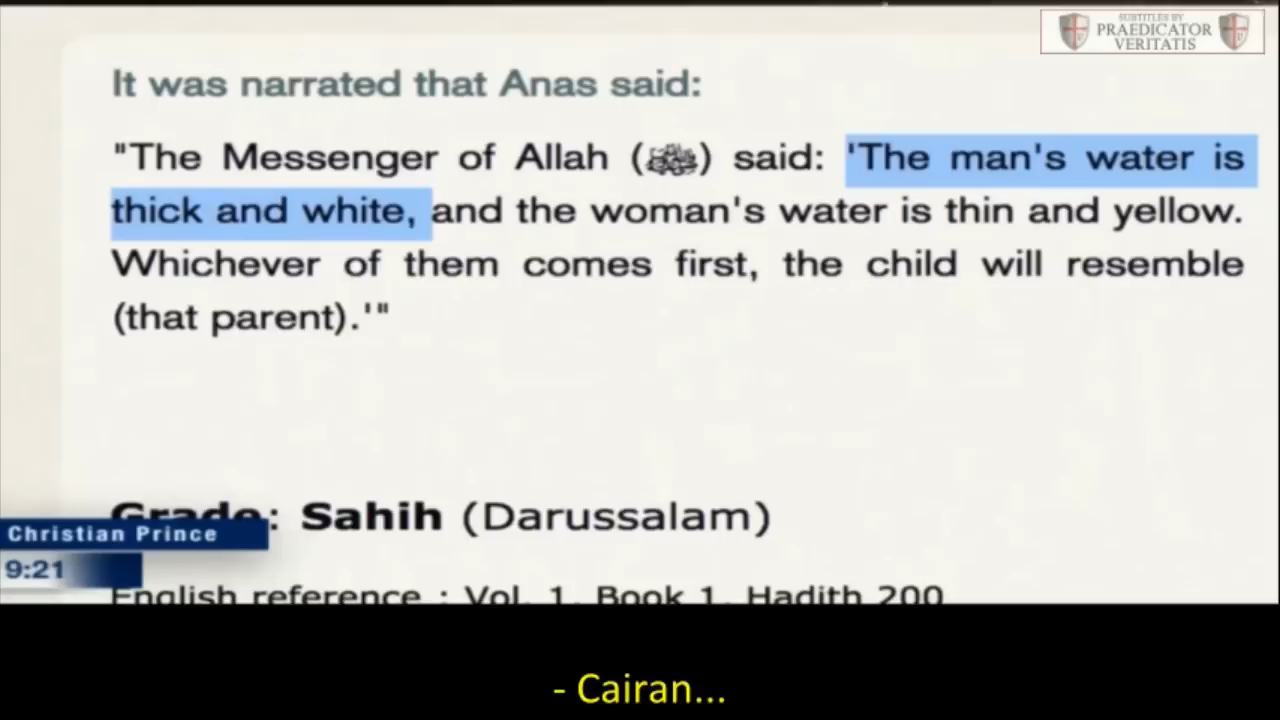 SUBTITLES BY
PRAEDICATOR
VERITATIS
It was narrated that Anas said:
"The Messenger of Allah (ﷺ) said: 'The man's water is
thick and white, and the woman's water is thin and yellow.
Whichever of them comes first, the child will resemble
(that parent).'"
Grade: Sahih (Darussalam)
Christian Prince
9:21
English reference : Vol. 1, Book 1, Hadith 200
- Cairan...